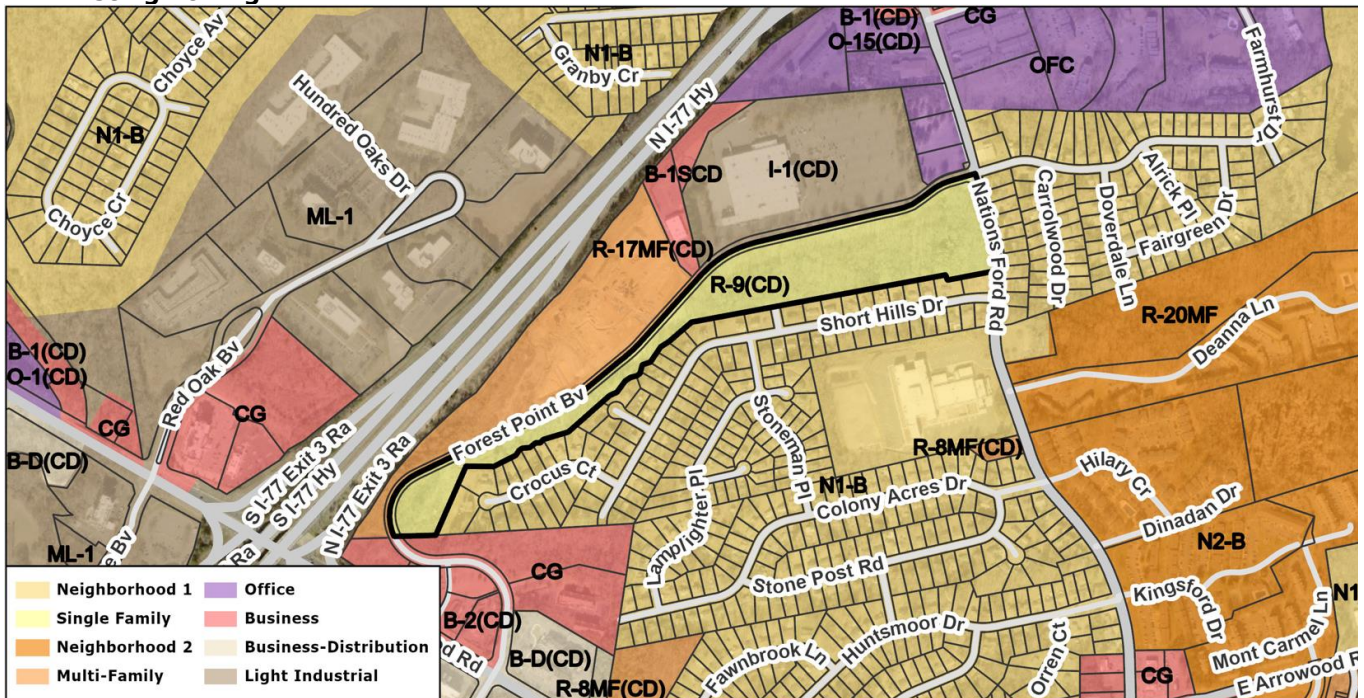 Choyce Av
N1-B
Granby Cr
B-1(CD)
O-15(CD)
CG
OFC
Farmhurst Dr
N1-B
Choyce Cr
Hundred Oaks Dr
ML-1
N I-77 Hy
B-1SCD
I-1(CD)
R-17MF(CD)
R-9(CD)
Nations Ford Rd
Carrolwood Dr
Doverdale Ln
Alrick Pl
Fairgreen Dr
Short Hills Dr
R-20MF
Deanna Ln
B-1(CD)
O-1(CD)
CG
Red Oak Bv
CG
B-D(CD)
ML-1
S I-77 Exit 3 Ra
S I-77 Hy
N I-77 Exit 3 Ra
Forest Point Bv
Crocus Ct
Stoneman Pl
Lamplighter Pl
N1-B
R-8MF(CD)
Colony Acres Dr
Hilary Cr
Dinadan Dr
N2-B
Stone Post Rd
Kingsford Dr
CG
B-2(CD)
B-D(CD)
R-8MF(CD)
Fawnbrook Ln
Huntsmoor Dr
Orren Ct
CG
Mont Carmel Ln
E Arrowood R
N1
Neighborhood 1
Single Family
Neighborhood 2
Multi-Family
Office
Business
Business-Distribution
Light Industrial